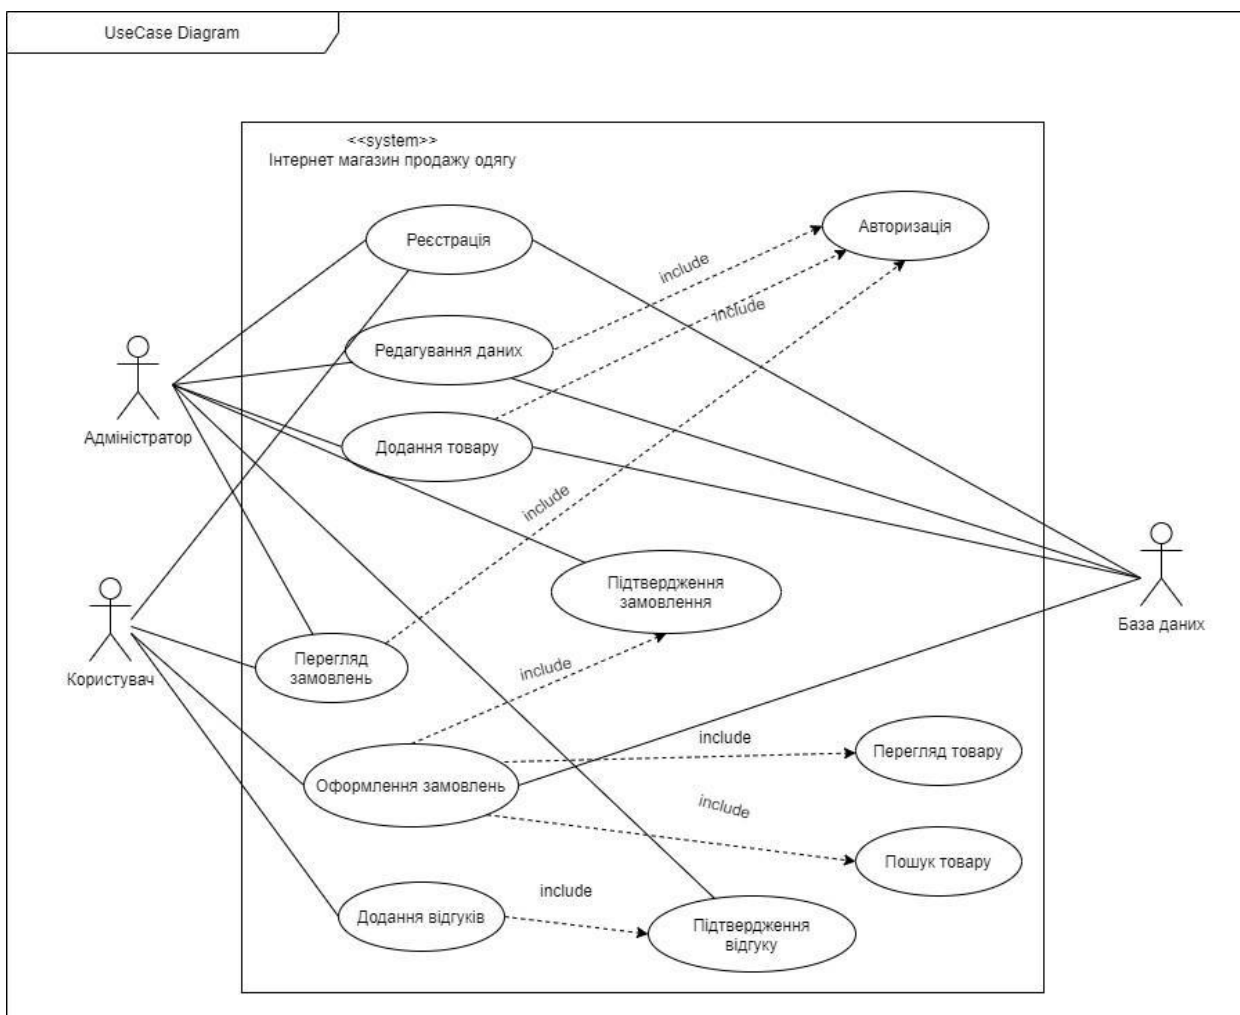 UseCase Diagram
<<system>>
Інтернет магазин продажу одягу
Реєстрація
Авторизація
include
include
Редагування даних
Адміністратор
Додання товару
include
Підтвердження
замовлення
База даних
Користувач
Перегляд
замовлень
include
include
Перегляд товару
Оформлення замовлень
include
Пошук товару
Додання відгуків
include
Підтвердження
відгуку